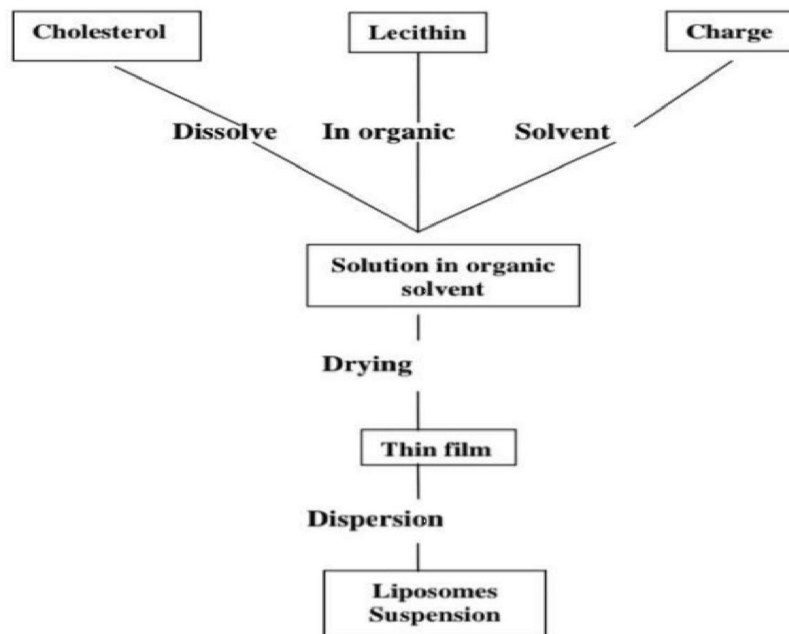 Cholesterol
Lecithin
Charge
Dissolve In organic Solvent
Solution in organic
solvent
Drying
Thin film
Dispersion
Liposomes
Suspension